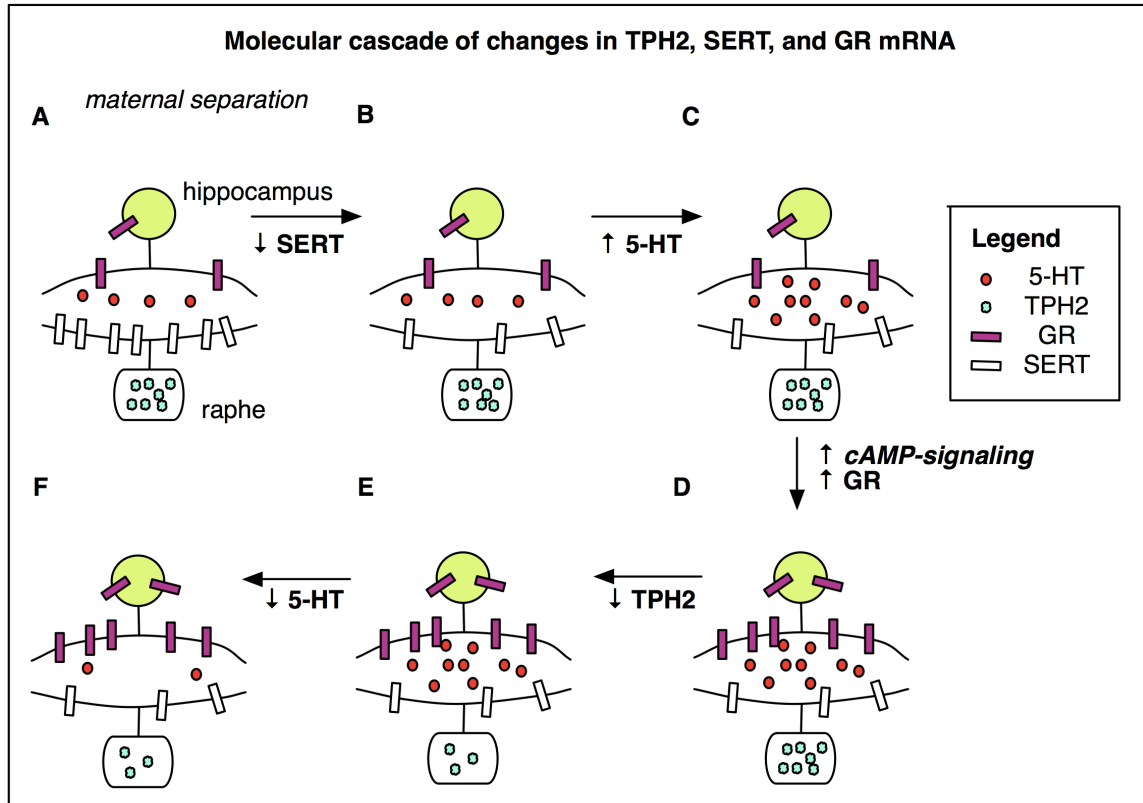 Molecular cascade of changes in TPH2, SERT, and GR mRNA
maternal separation
A
B
C
hippocampus
↓ SERT
↑ 5-HT
raphe
Legend
5-HT
TPH2
GR
SERT
↑ cAMP-signaling
↑ GR
F
E
D
↓ 5-HT
↓ TPH2